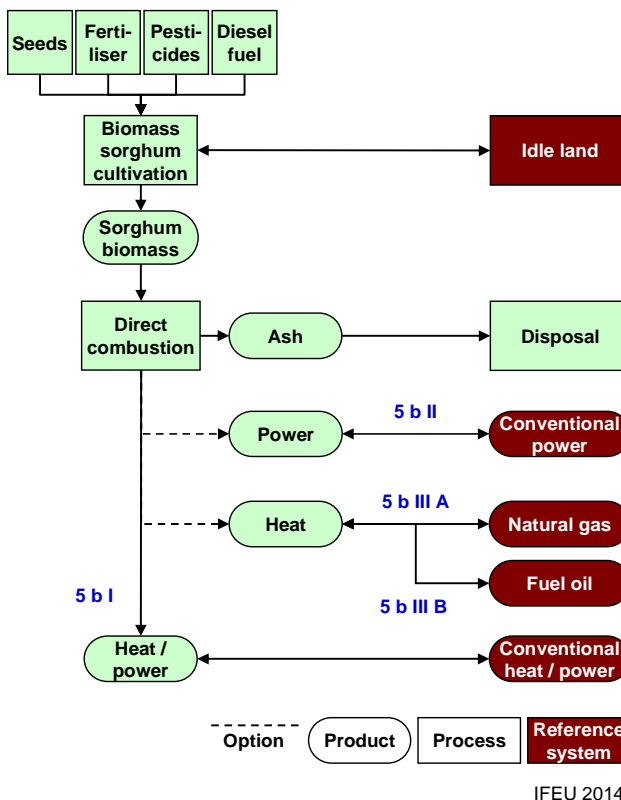 Seeds
Ferti-
liser
Pesti-
cides
Diesel
fuel
Biomass
sorghum
cultivation
Idle land
Sorghum
biomass
Direct
combustion
Ash
Disposal
5 b II
Power
Conventional
power
5 b III A
Heat
Natural gas
Fuel oil
5 b I
5 b III B
Heat /
power
Conventional
heat / power
Option
Product
Process
Reference
system
IFEU 2014